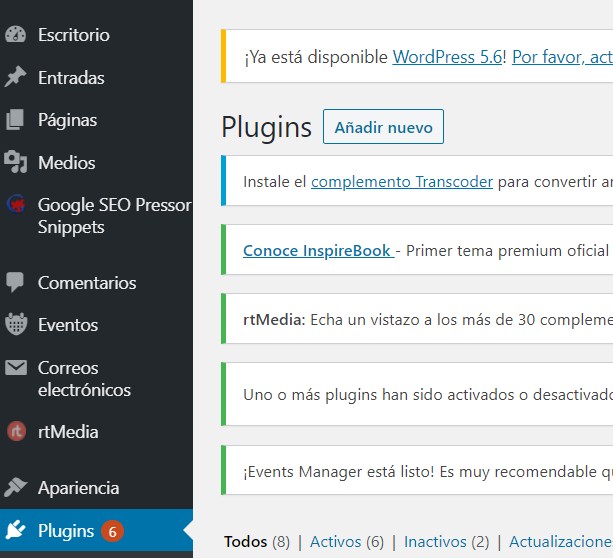 Escritorio
Entradas
Páginas
Medios
Google SEO Pressor
Snippets
Comentarios
Eventos
Correos
electrónicos
rtMedia
Apariencia
Plugins 6
¡Ya está disponible WordPress 5.6! Por favor, act
Plugins Añadir nuevo
Instale el complemento Transcoder para convertir ar
Conoce InspireBook - Primer tema premium oficial
rtMedia: Echa un vistazo a los más de 30 compleme
Uno o más plugins han sido activados o desactivado
¡Events Manager está listo! Es muy recomendable qu
Todos (8) | Activos (6) | Inactivos (2) | Actualizacione